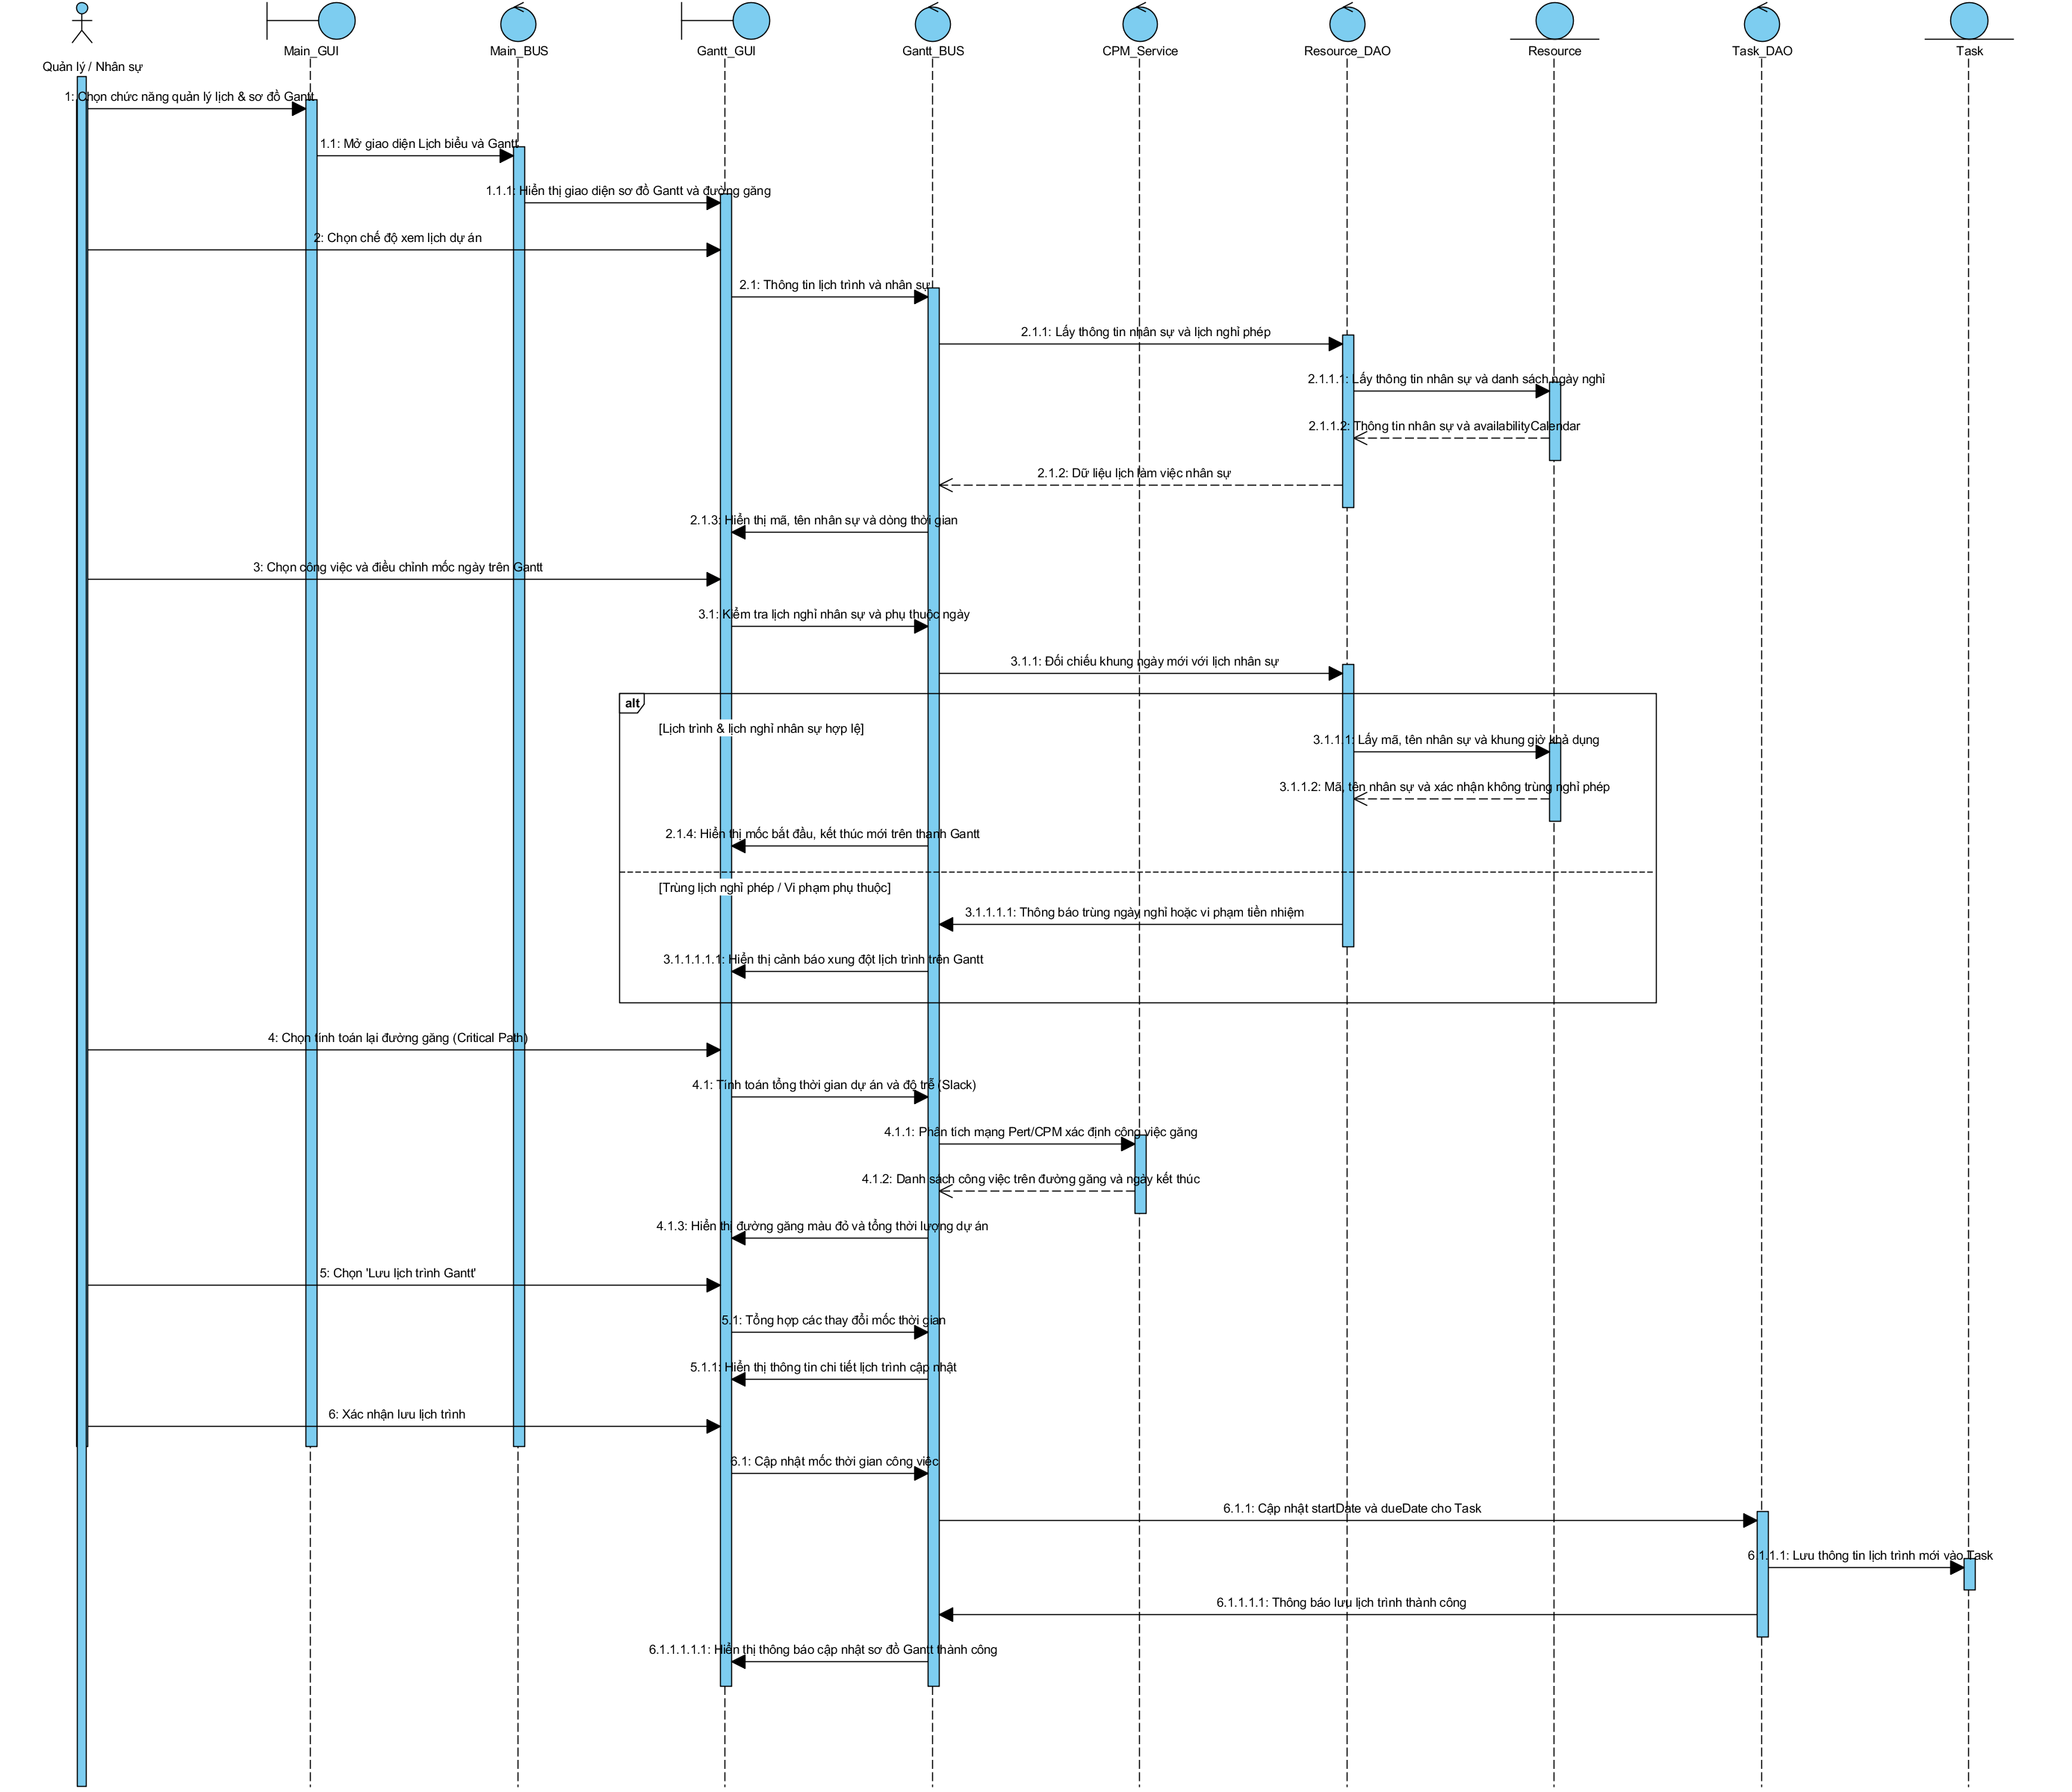 Main_GUI
Main_BUS
Gantt_GUI
Gantt_BUS
CPM_Service
Resource_DAO
Resource
Task_DAO
Task
Quản lý / Nhân sự
1: Chọn chức năng quản lý lịch & sơ đồ Gantt
1.1: Mở giao diện Lịch biểu và Gantt
1.1.1: Hiển thị giao diện sơ đồ Gantt và đường găng
2: Chọn chế độ xem lịch dự án
2.1: Thông tin lịch trình và nhân sự
2.1.1: Lấy thông tin nhân sự và lịch nghỉ phép
2.1.1.1: Lấy thông tin nhân sự và danh sách ngày nghỉ
2.1.1.2: Thông tin nhân sự và availabilityCalendar
2.1.2: Dữ liệu lịch làm việc nhân sự
2.1.3: Hiển thị mã, tên nhân sự và dòng thời gian
3: Chọn công việc và điều chỉnh mốc ngày trên Gantt
3.1: Kiểm tra lịch nghỉ nhân sự và phụ thuộc ngày
3.1.1: Đối chiếu khung ngày mới với lịch nhân sự
alt
[Lịch trình & lịch nghỉ nhân sự hợp lệ]
3.1.1.1: Lấy mã, tên nhân sự và khung giờ khả dụng
3.1.1.2: Mã, tên nhân sự và xác nhận không trùng nghỉ phép
2.1.4: Hiển thị mốc bắt đầu, kết thúc mới trên thanh Gantt
[Trùng lịch nghỉ phép / Vi phạm phụ thuộc]
3.1.1.1.1: Thông báo trùng ngày nghỉ hoặc vi phạm tiền nhiệm
3.1.1.1.1.1: Hiển thị cảnh báo xung đột lịch trình trên Gantt
4: Chọn tính toán lại đường găng (Critical Path)
4.1: Tính toán tổng thời gian dự án và độ trễ (Slack)
4.1.1: Phân tích mạng Pert/CPM xác định công việc găng
4.1.2: Danh sách công việc trên đường găng và ngày kết thúc
4.1.3: Hiển thị đường găng màu đỏ và tổng thời lượng dự án
5: Chọn 'Lưu lịch trình Gantt'
5.1: Tổng hợp các thay đổi mốc thời gian
5.1.1: Hiển thị thông tin chi tiết lịch trình cập nhật
6: Xác nhận lưu lịch trình
6.1: Cập nhật mốc thời gian công việc
6.1.1: Cập nhật startDate và dueDate cho Task
6.1.1.1: Lưu thông tin lịch trình mới vào Task
6.1.1.1.1: Thông báo lưu lịch trình thành công
6.1.1.1.1.1: Hiển thị thông báo cập nhật sơ đồ Gantt thành công